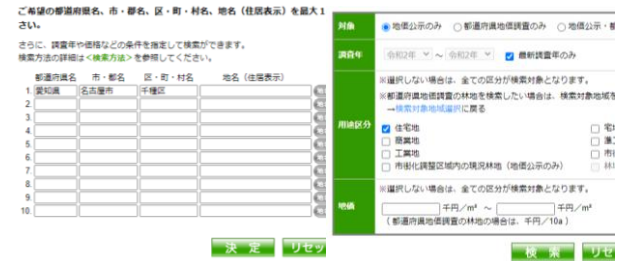 ご希望の都道府県名、市・郡名、区・町・村名、地名（住居表示）を最大1
さい。
さらに、調査年や価格などの条件を指定して検索ができます。
検索方法の詳細は<検索方法>を参照してください。
都道府県名 市・郡名 区・町・村名 地名（住居表示）
1. 愛知県 名古屋市 千種区
2.
3.
4.
5.
6.
7.
8.
9.
10.
決 定 リセッ
対象 地価公示のみ 都道府県地価調査のみ 地価公示・都
調査年 令和2年 ～ 令和2年 最新調査年のみ
※選択しない場合は、全ての区分が検索対象となります。
※都道府県地価調査の林地を検索したい場合は、検索対象地域を
→検索対象地域選択に戻る
用途区分
住宅地 宅
商業地 準
工業地 市
市街化調整区域内の現況林地（地価公示のみ） 林
※選択しない場合は、全ての区分が検索対象となります。
地価 千円／m² ～ 千円／m²
（都道府県地価調査の林地の場合は、千円／10a）
検 索 リセ